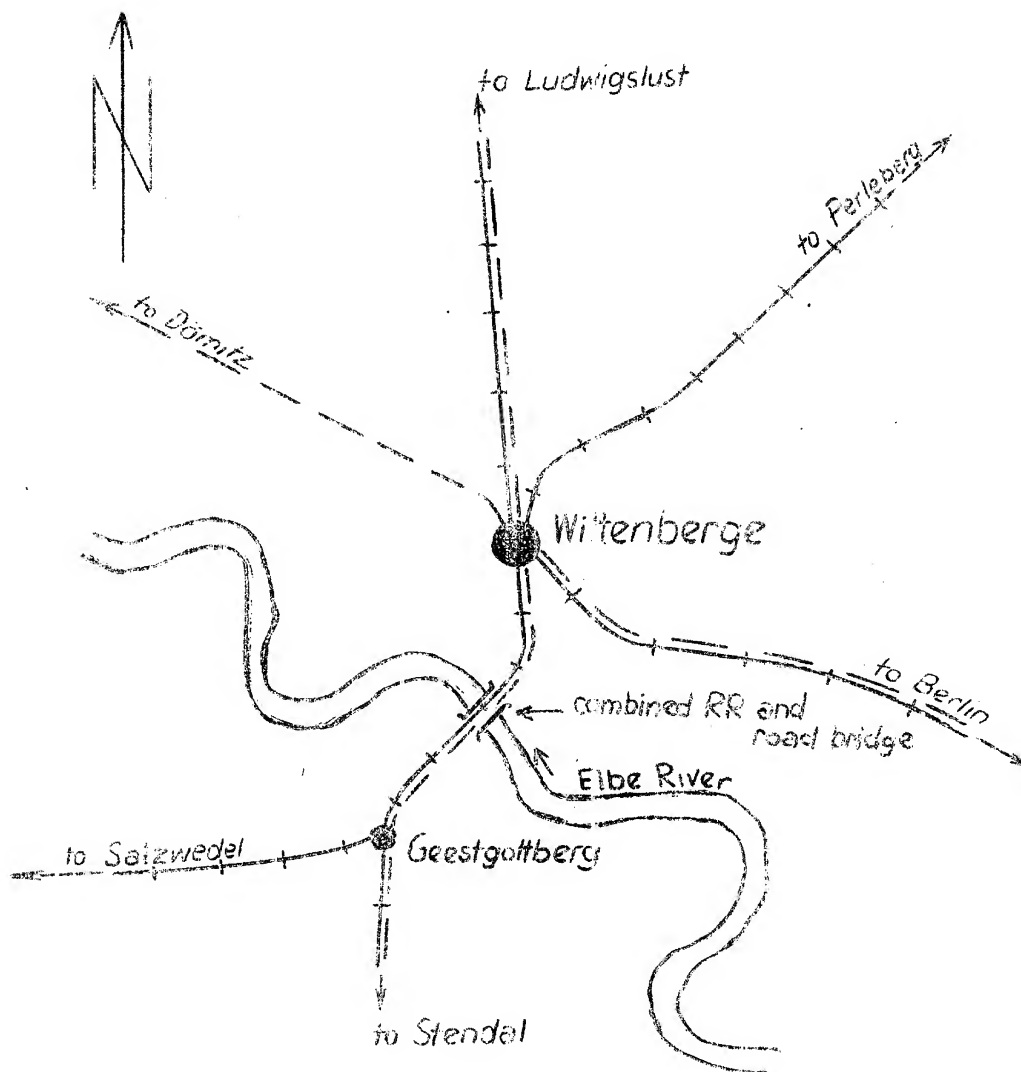 N
to Ludwigslust
to Perleberg
to Dömitz
Wittenberge
to Berlin
combined RR and
road bridge
Elbe River
to Salzwedel
Geestgottberg
to Stendal